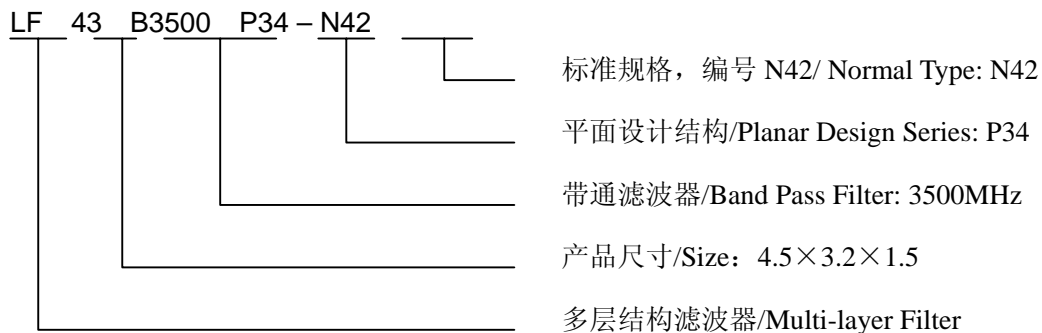 LF 43 B3500 P34 – N42
标准规格，编号 N42/ Normal Type: N42
平面设计结构/Planar Design Series: P34
带通滤波器/Band Pass Filter: 3500MHz
产品尺寸/Size：4.5×3.2×1.5
多层结构滤波器/Multi-layer Filter